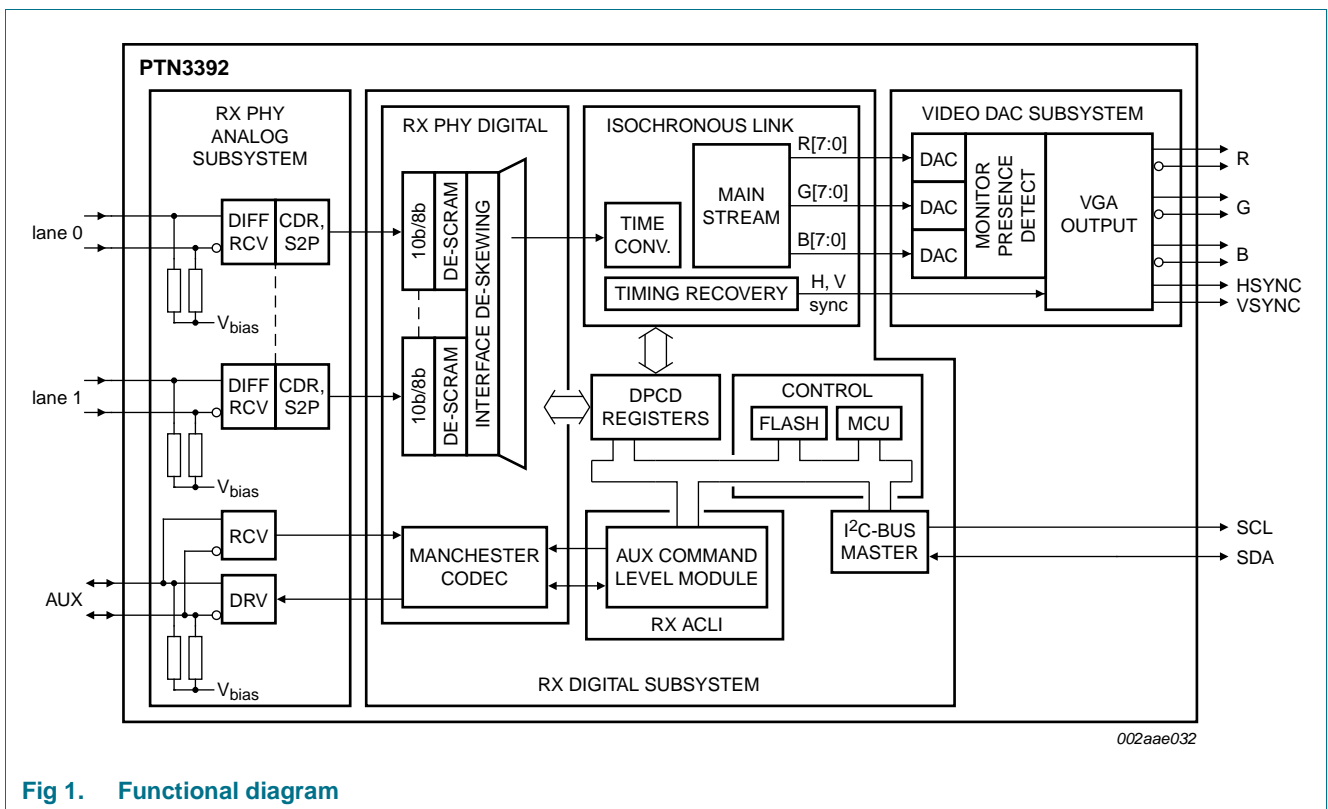 PTN3392
RX PHY
ANALOG
SUBSYSTEM
RX PHY DIGITAL
ISOCHRONOUS LINK
VIDEO DAC SUBSYSTEM
lane 0
DIFF
RCV
CDR,
S2P
Vbias
10b/8b
DE-SCRAM
INTERFACE DE-SKEWING
TIME
CONV.
MAIN
STREAM
R[7:0]
G[7:0]
B[7:0]
TIMING RECOVERY
H, V
sync
DAC
DAC
DAC
MONITOR
PRESENCE
DETECT
VGA
OUTPUT
R
G
B
HSYNC
VSYNC
lane 1
DIFF
RCV
CDR,
S2P
Vbias
10b/8b
DE-SCRAM
DPCD
REGISTERS
CONTROL
FLASH
MCU
AUX
RCV
DRV
Vbias
MANCHESTER
CODEC
AUX COMMAND
LEVEL MODULE
RX ACLI
I2C-BUS
MASTER
SCL
SDA
RX DIGITAL SUBSYSTEM
002aae032
Fig 1. Functional diagram